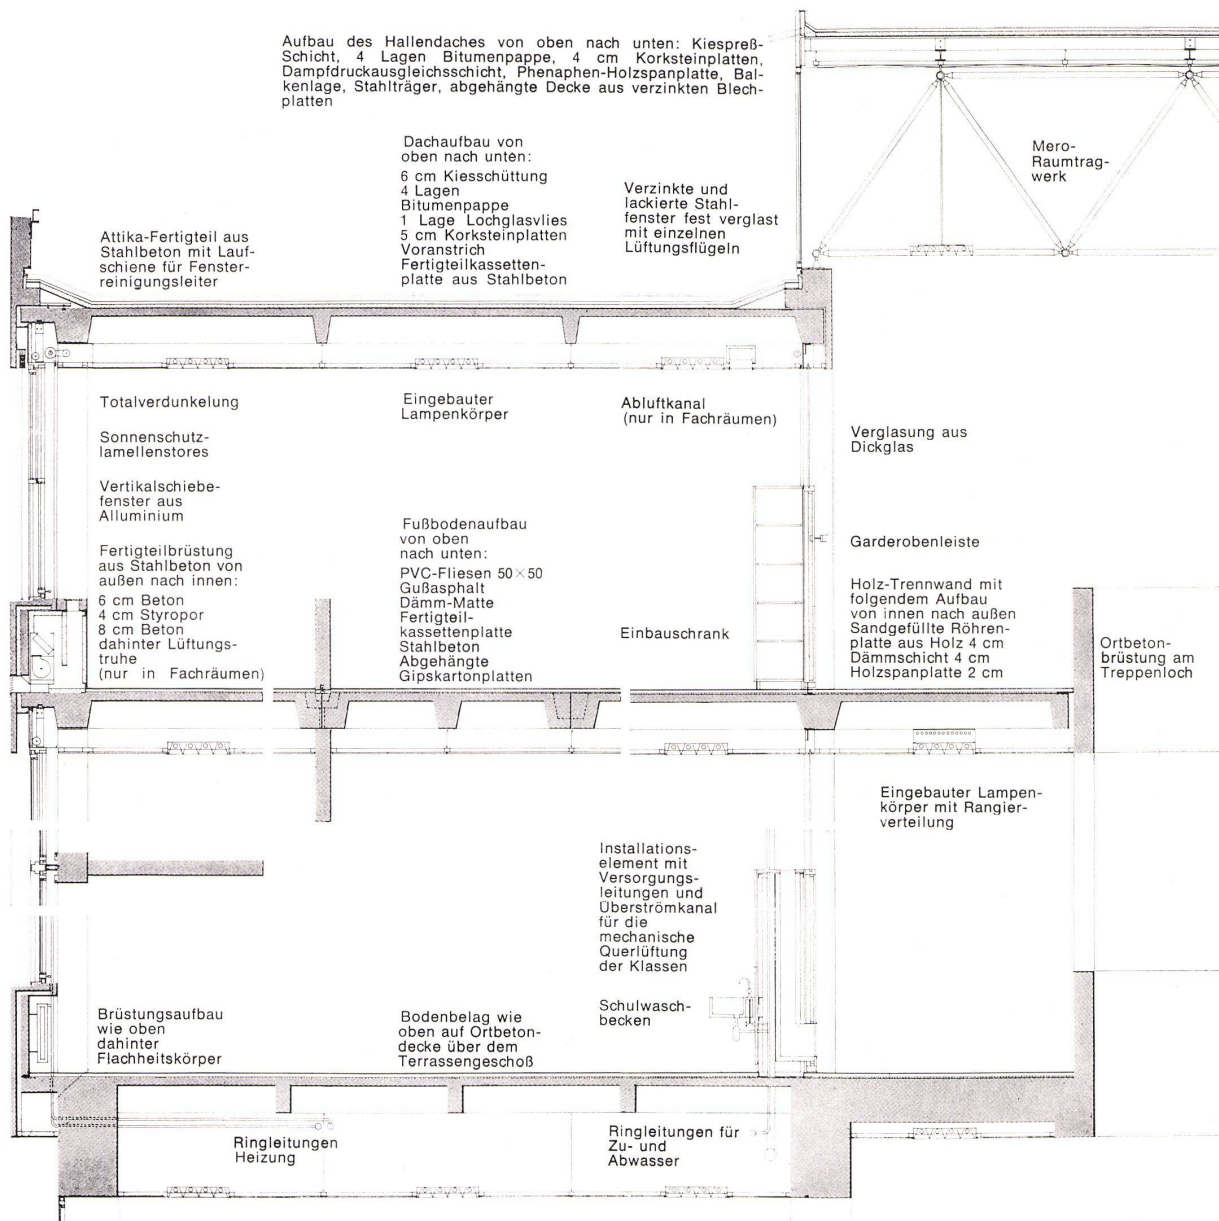 Aufbau des Hallendaches von oben nach unten: Kiespreß-
Schicht, 4 Lagen Bitumenpappe, 4 cm Korksteinplatten,
Dampfdruckausgleichsschicht, Phenaphen-Holzspanplatte, Bal-
kenlage, Stahlträger, abgehängte Decke aus verzinkten Blech-
platten
Mero-
Raumtrag-
werk
Attika-Fertigteil aus
Stahlbeton mit Lauf-
schiene für Fenster-
reinigungsleiter
Dachaufbau von
oben nach unten:
6 cm Kiesschüttung
4 Lagen
Bitumenpappe
1 Lage Lochglasvlies
5 cm Korksteinplatten
Voranstrich
Fertigteilkassetten-
platte aus Stahlbeton
Verzinkte und
lackierte Stahl-
fenster fest verglast
mit einzelnen
Lüftungsflügeln
Totalverdunkelung
Sonnenschutz-
lamellenstores
Vertikalschiebe-
fenster aus
Alluminium
Fertigteilbrüstung
aus Stahlbeton von
außen nach innen:
6 cm Beton
4 cm Styropor
8 cm Beton
dahinter Lüftungs-
truhe
(nur in Fachräumen)
Eingebauter
Lampenkörper
Fußbodenaufbau
von oben
nach unten:
PVC-Fliesen 50×50
Gußasphalt
Dämm-Matte
Fertigteil-
kassettenplatte
Stahlbeton
Abgehängte
Gipskartonplatten
Abluftkanal
(nur in Fachräumen)
Einbauschrank
Verglasung aus
Dickglas
Garderobenleiste
Holz-Trennwand mit
folgendem Aufbau
von innen nach außen
Sandgefüllte Röhren-
platte aus Holz 4 cm
Dämmschicht 4 cm
Holzspanplatte 2 cm
Ortbeton-
brüstung am
Treppenloch
Eingebauter Lampen-
körper mit Rangier-
verteilung
Installations-
element mit
Versorgungs-
leitungen und
Überströmkanal
für die
mechanische
Querlüftung
der Klassen
Schulwasch-
becken
Brüstungsaufbau
wie oben
dahinter
Flachheitskörper
Bodenbelag wie
oben auf Ortbeton-
decke über dem
Terrassengeschoß
Ringleitungen
Heizung
Ringleitungen für
Zu- und
Abwasser